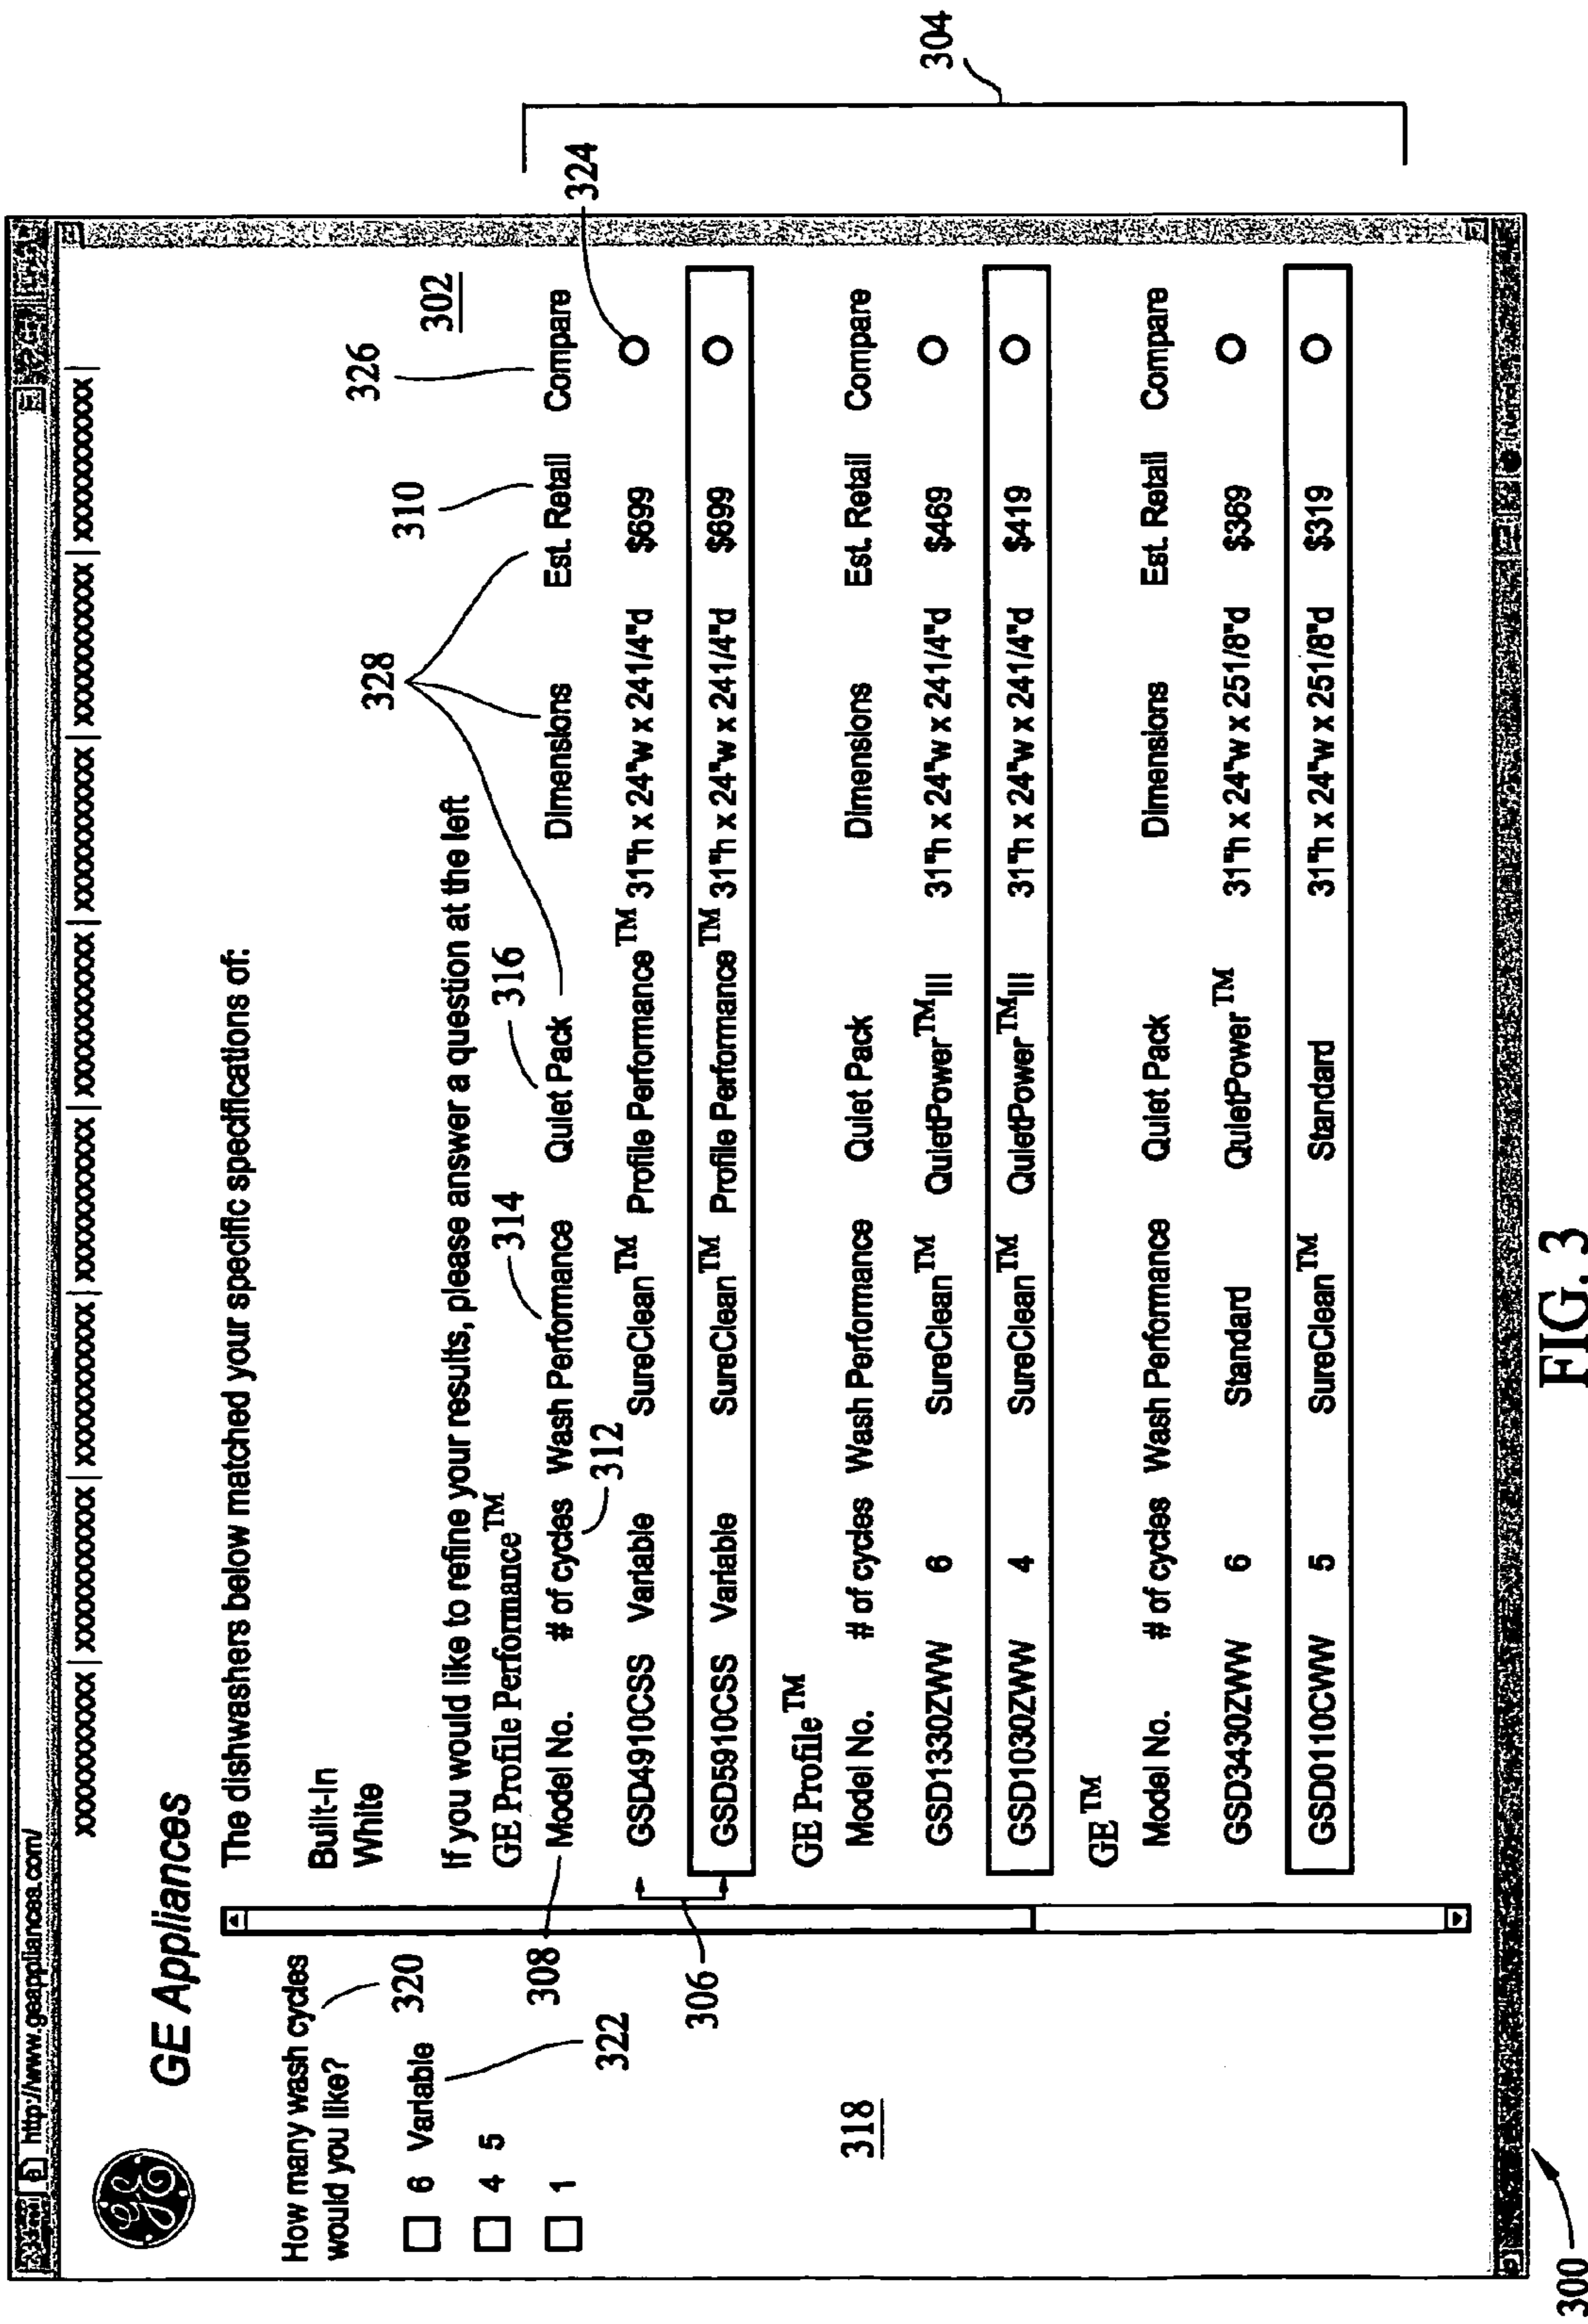 http://www.geappliances.com/
xxxxxxxxxx | xxxxxxxxxx | xxxxxxxxxx | xxxxxxxxxx | xxxxxxxxxx | xxxxxxxxxx | xxxxxxxxxx | xxxxxxxxxx |
GE
GE Appliances
The dishwashers below matched your specific specifications of:
How many wash cycles
would you like?
320
6 Variable
4 5
1
322
318
Built-In
White
326
310
328
302
If you would like to refine your results, please answer a question at the left
GE Profile Performance™
314
316
308
Model No. # of cycles Wash Performance Quiet Pack Dimensions Est. Retail Compare
312
324
GSD4910CSS Variable SureClean™ Profile Performance™ 31"h x 24"w x 241/4"d $699
GSD5910CSS Variable SureClean™ Profile Performance™ 31"h x 24"w x 241/4"d $699
306
GE Profile™
Model No. # of cycles Wash Performance Quiet Pack Dimensions Est. Retail Compare
GSD1330ZWW 6 SureClean™ QuietPower™III 31"h x 24"w x 241/4"d $469
GSD1030ZWW 4 SureClean™ QuietPower™III 31"h x 24"w x 241/4"d $419
304
GE™
Model No. # of cycles Wash Performance Quiet Pack Dimensions Est. Retail Compare
GSD3430ZWW 6 Standard QuietPower™ 31"h x 24"w x 251/8"d $369
GSD0110CWW 5 SureClean™ Standard 31"h x 24"w x 251/8"d $319
300
FIG. 3